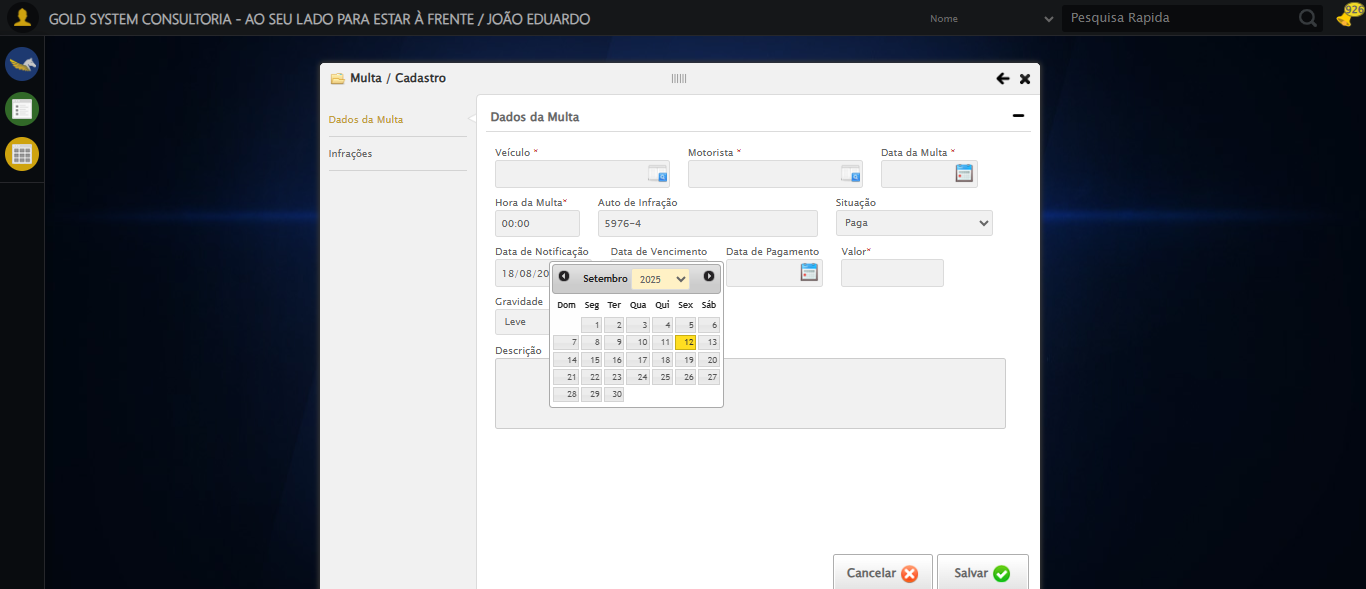 GOLD SYSTEM CONSULTORIA - AO SEU LADO PARA ESTAR À FRENTE / JOÃO EDUARDO
Nome
Pesquisa Rapida
926
Multa / Cadastro
Dados da Multa
Infrações
Dados da Multa
Veículo * Motorista * Data da Multa *
Hora da Multa* Auto de Infração Situação
00:00 5976-4 Paga
Data de Notificação Data de Vencimento Data de Pagamento Valor*
18/08/20
Setembro 2025
Dom Seg Ter Qua Qui Sex Sáb
1 2 3 4 5 6
7 8 9 10 11 12 13
14 15 16 17 18 19 20
21 22 23 24 25 26 27
28 29 30
Gravidade
Leve
Descrição
Cancelar Salvar